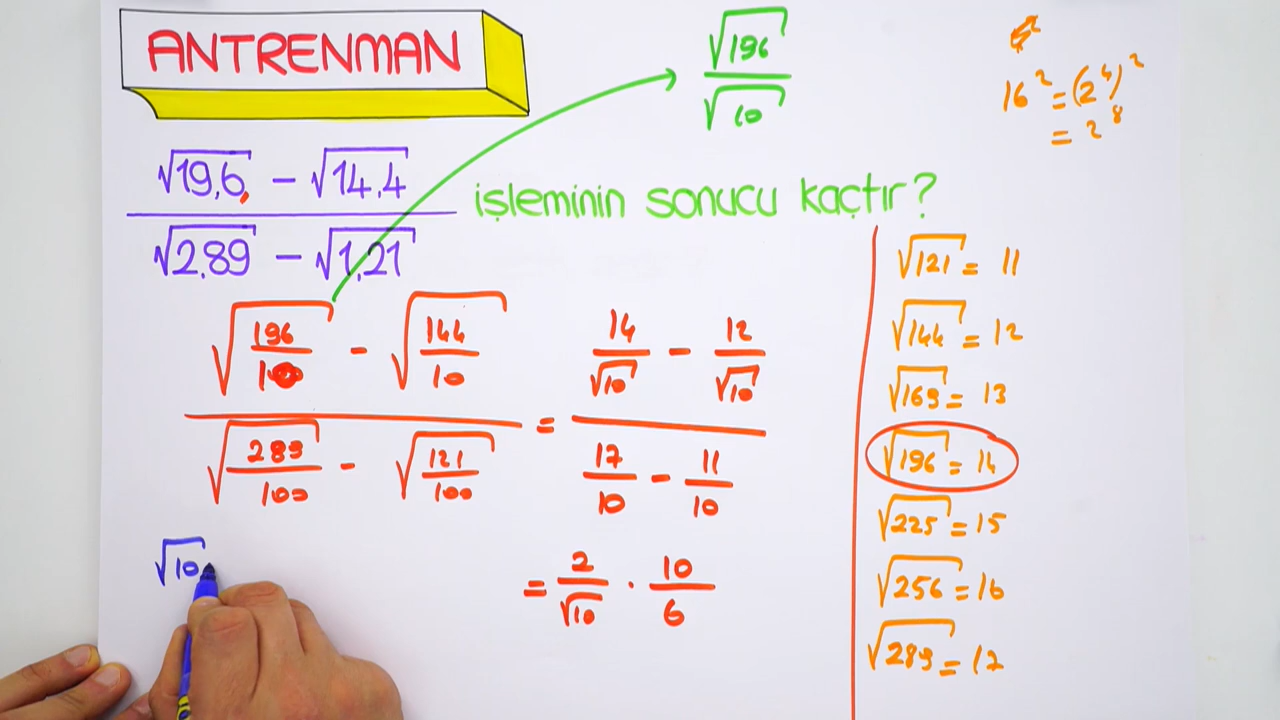 ANTRENMAN
√19,6 - √14,4
√2,89 - √1,21
işleminin sonucu kaçtır?
√196
√10
16² = (2⁴)²
= 2⁸
√196/100 - √144/10
√289/100 - √121/100
=
14/√10 - 12/√10
17/10 - 11/10
= 2/√10 · 10/6
√10
√121 = 11
√144 = 12
√169 = 13
√196 = 14
√225 = 15
√256 = 16
√289 = 17